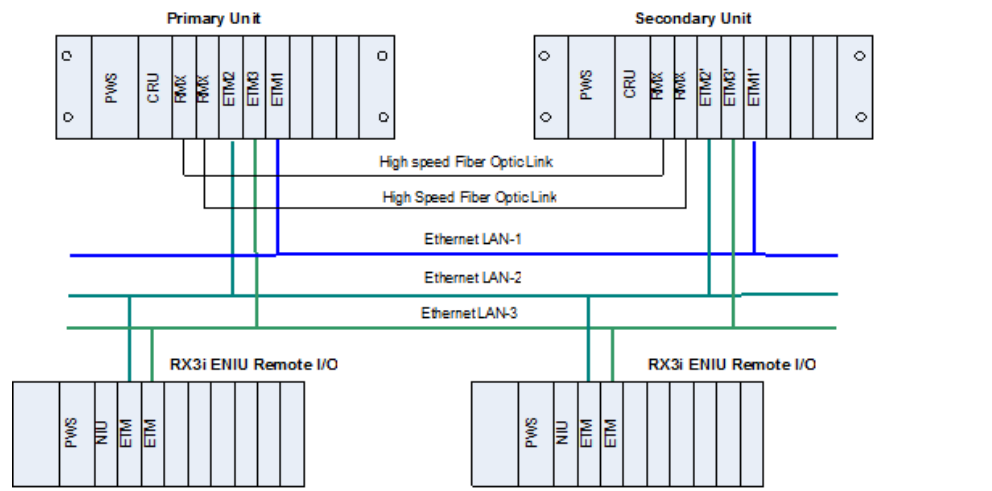 Primary Unit
Secondary Unit
PWS
CRU
RMX
RMX
ETM2
ETM3
ETM1
PWS
CRU
RMX
RMX
ETM2'
ETM3'
ETM1'
High speed Fiber Optic Link
High Speed Fiber Optic Link
Ethernet LAN-1
Ethernet LAN-2
Ethernet LAN-3
RX3i ENIU Remote I/O
RX3i ENIU Remote I/O
PWS
NIU
ETM
ETM
PWS
NIU
ETM
ETM